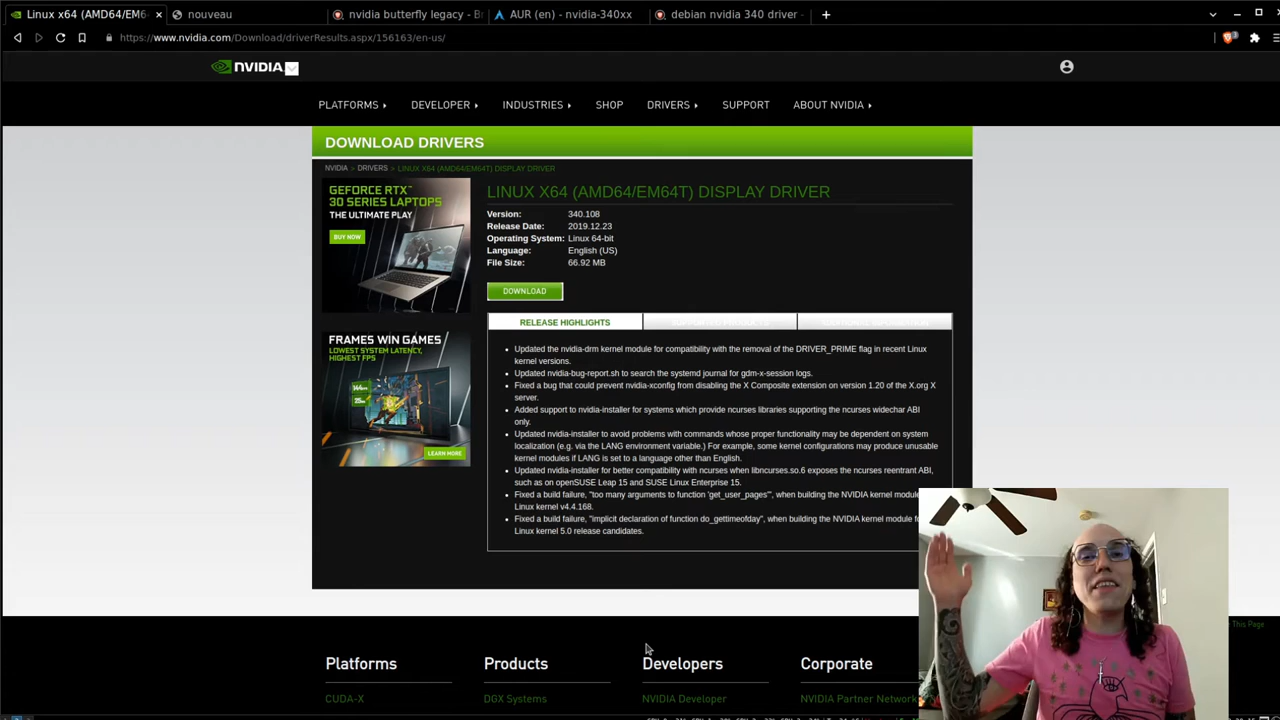 Linux x64 (AMD64/EM6
nouveau
nvidia butterfly legacy - Br
AUR (en) - nvidia-340xx
debian nvidia 340 driver -
https://www.nvidia.com/Download/driverResults.aspx/156163/en-us/
3
NVIDIA
PLATFORMS DEVELOPER INDUSTRIES SHOP DRIVERS SUPPORT ABOUT NVIDIA
DOWNLOAD DRIVERS
NVIDIA > DRIVERS > LINUX X64 (AMD64/EM64T) DISPLAY DRIVER
GEFORCE RTX™
30 SERIES LAPTOPS
THE ULTIMATE PLAY
BUY NOW
FRAMES WIN GAMES
LOWEST SYSTEM LATENCY,
HIGHEST FPS
LEARN MORE
LINUX X64 (AMD64/EM64T) DISPLAY DRIVER
Version: 340.108
Release Date: 2019.12.23
Operating System: Linux 64-bit
Language: English (US)
File Size: 66.92 MB
DOWNLOAD
RELEASE HIGHLIGHTS SUPPORTED PRODUCTS ADDITIONAL INFORMATION
• Updated the nvidia-drm kernel module for compatibility with the removal of the DRIVER_PRIME flag in recent Linux
kernel versions.
• Updated nvidia-bug-report.sh to search the systemd journal for gdm-x-session logs.
• Fixed a bug that could prevent nvidia-xconfig from disabling the X Composite extension on version 1.20 of the X.org X
server.
• Added support to nvidia-installer for systems which provide ncurses libraries supporting the ncurses widechar ABI
only.
• Updated nvidia-installer to avoid problems with commands whose proper functionality may be dependent on system
localization (e.g. via the LANG environment variable.) For example, some kernel configurations may produce unusable
kernel modules if LANG is set to a language other than English.
• Updated nvidia-installer for better compatibility with ncurses when libncurses.so.6 exposes the ncurses reentrant ABI,
such as on openSUSE Leap 15 and SUSE Linux Enterprise 15.
• Fixed a build failure, "too many arguments to function 'get_user_pages'", when building the NVIDIA kernel module
Linux kernel v4.4.168.
• Fixed a build failure, "implicit declaration of function do_gettimeofday", when building the NVIDIA kernel module fo
Linux kernel 5.0 release candidates.
This Page
Platforms Products Developers Corporate
CUDA-X DGX Systems NVIDIA Developer NVIDIA Partner Network